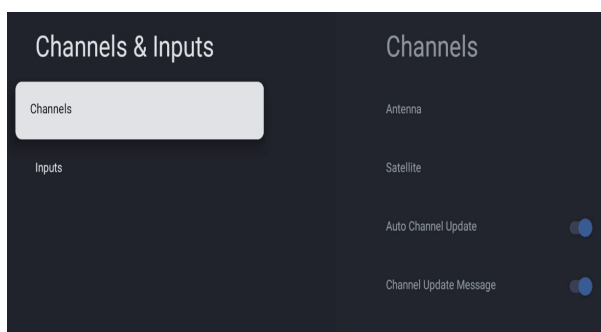 Channels & Inputs
Channels
Inputs
Channels
Antenna
Satellite
Auto Channel Update
Channel Update Message